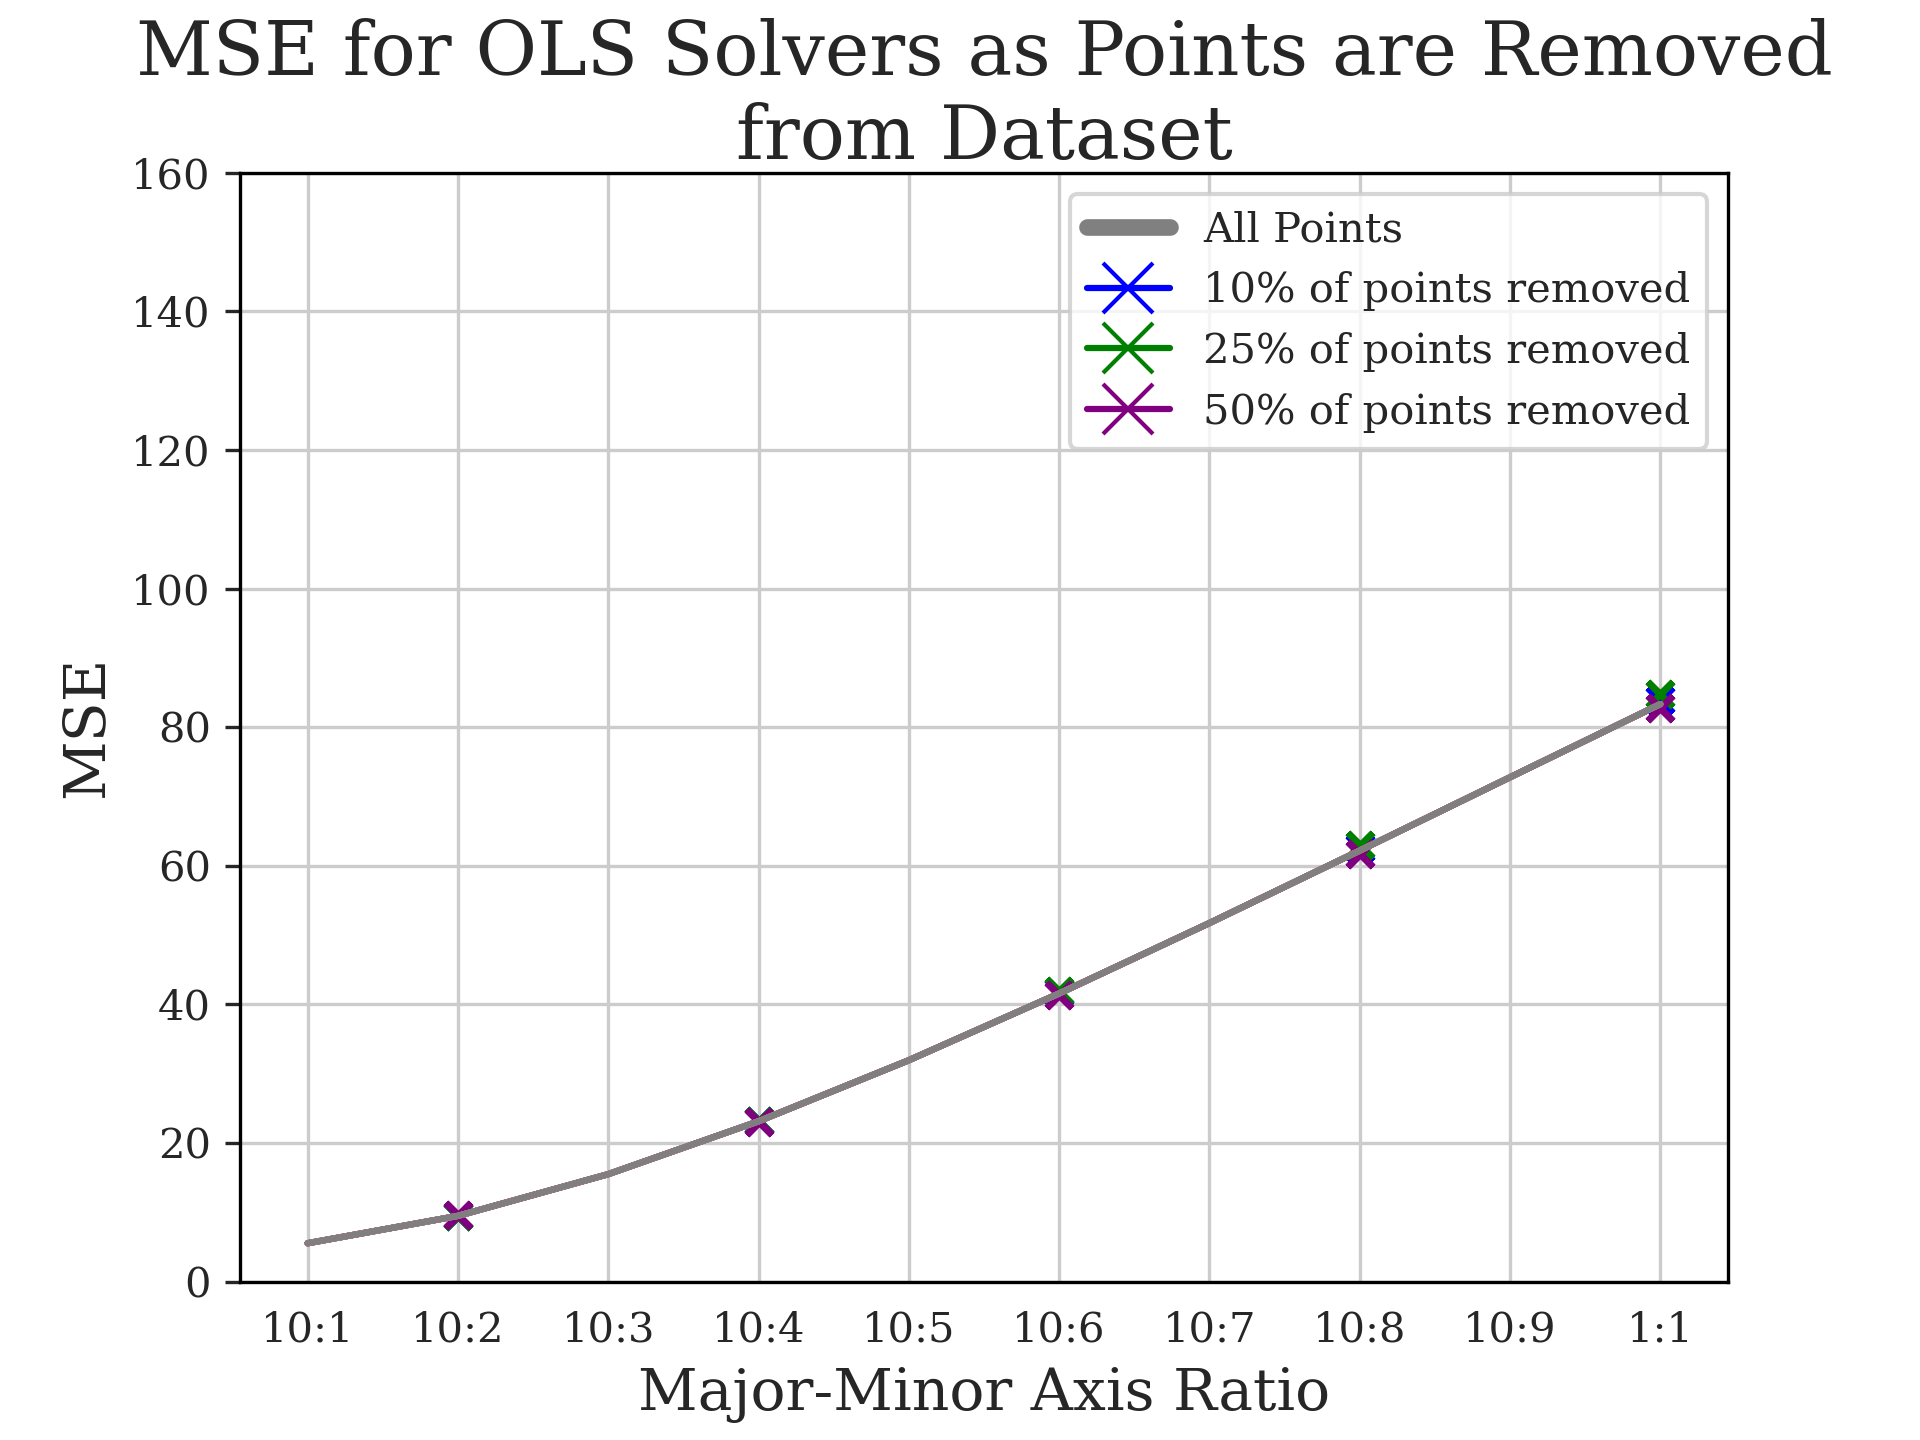 MSE for OLS Solvers as Points are Removed
from Dataset
160
140
120
100
80
60
40
20
0
MSE
All Points
10% of points removed
25% of points removed
50% of points removed
10:1 10:2 10:3 10:4 10:5 10:6 10:7 10:8 10:9 1:1
Major-Minor Axis Ratio